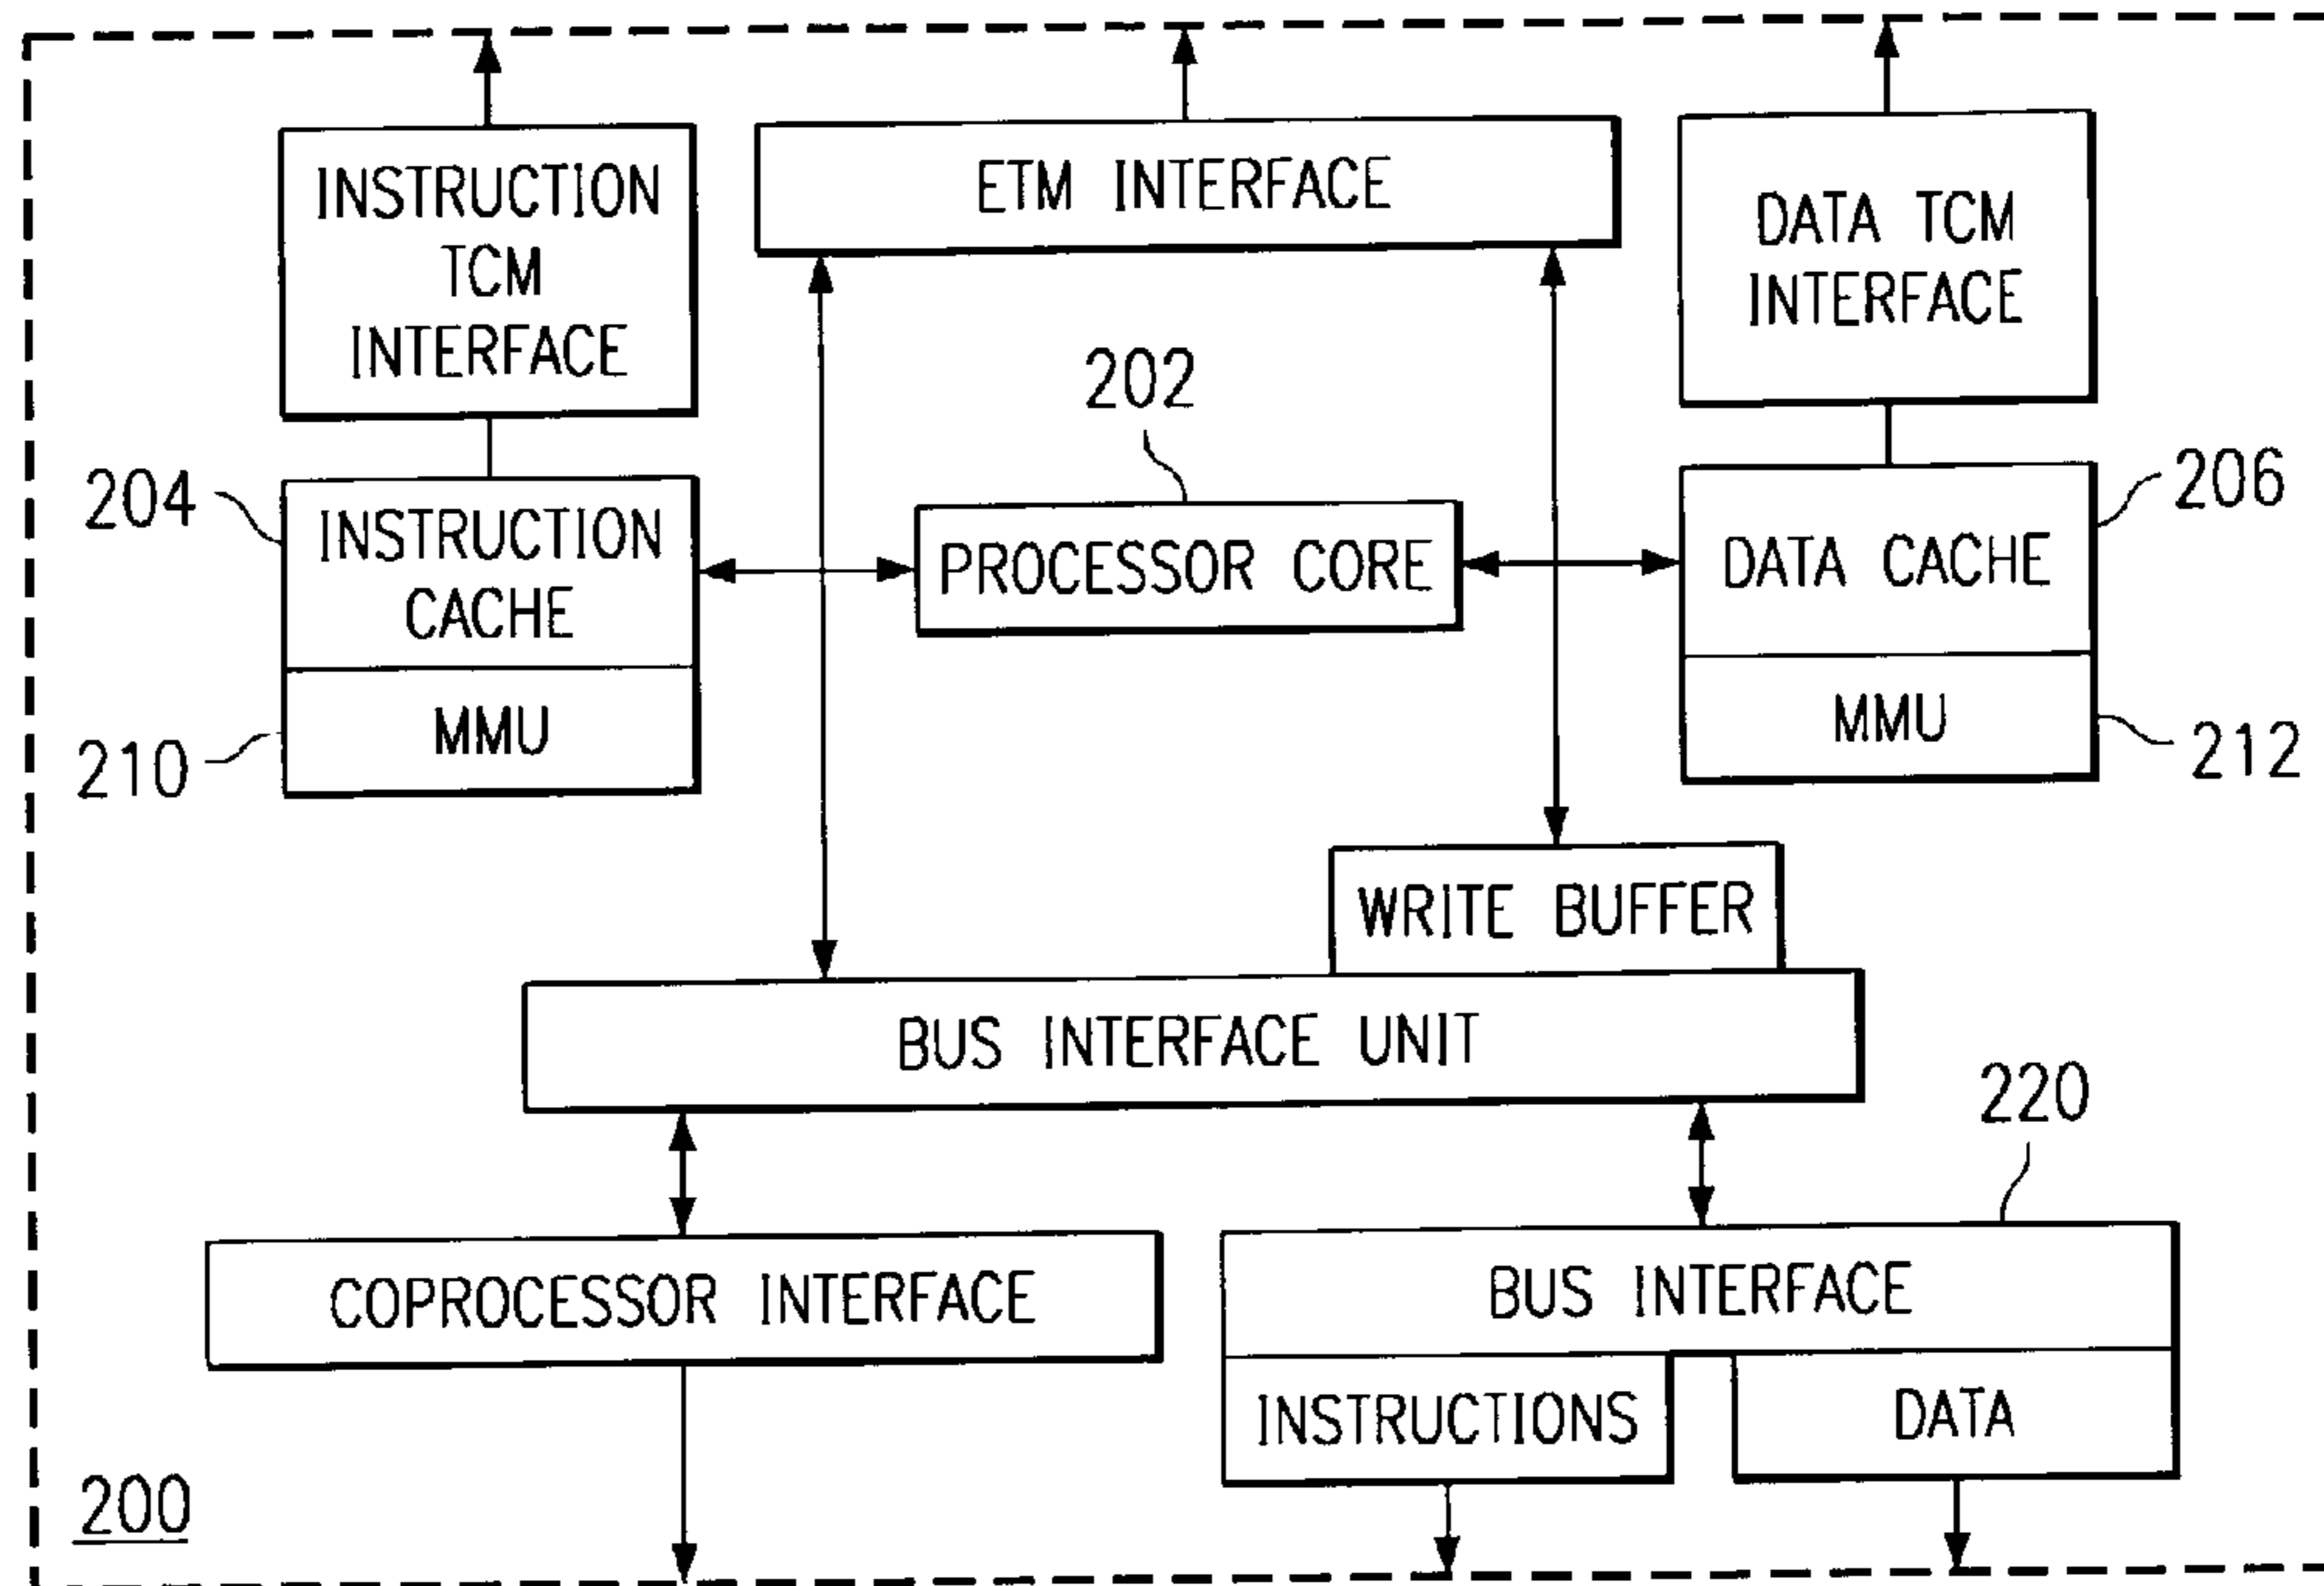 INSTRUCTION
TCM
INTERFACE
ETM INTERFACE
DATA TCM
INTERFACE
202
204
INSTRUCTION
CACHE
PROCESSOR CORE
206
DATA CACHE
210
MMU
MMU
212
WRITE BUFFER
BUS INTERFACE UNIT
220
COPROCESSOR INTERFACE
BUS INTERFACE
INSTRUCTIONS
DATA
200